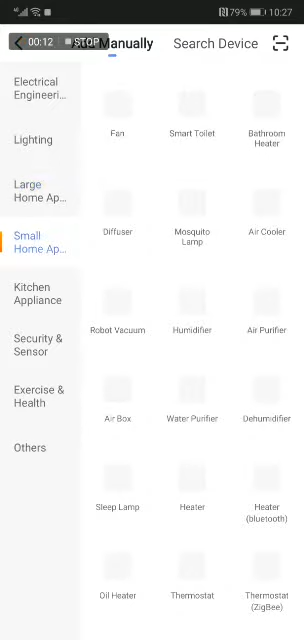 79% 10:27
00:12 STOP Manually Search Device
Electrical
Engineeri...
Lighting
Large
Home Ap...
Small
Home Ap...
Kitchen
Appliance
Security &
Sensor
Exercise &
Health
Others
Fan
Smart Toilet
Bathroom
Heater
Diffuser
Mosquito
Lamp
Air Cooler
Robot Vacuum
Humidifier
Air Purifier
Air Box
Water Purifier
Dehumidifier
Sleep Lamp
Heater
Heater
(bluetooth)
Oil Heater
Thermostat
Thermostat
(ZigBee)